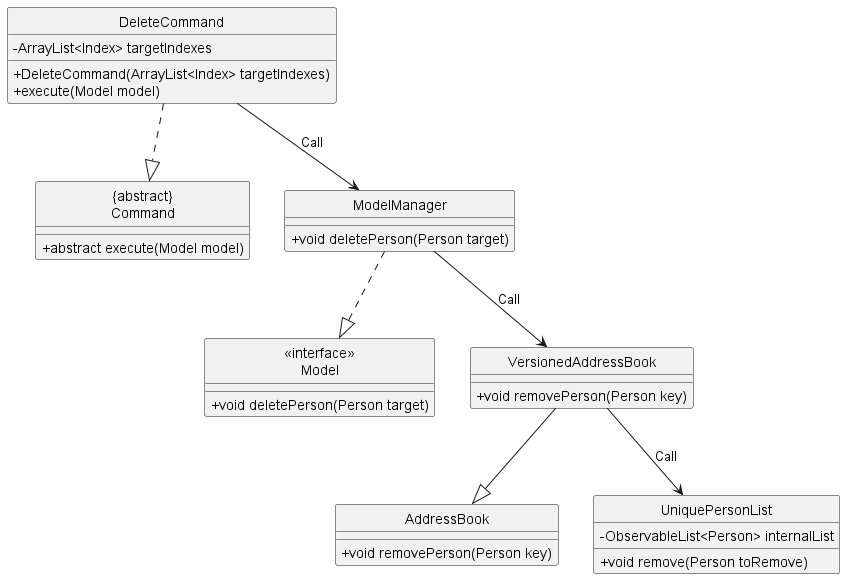 DeleteCommand
-ArrayList<Index> targetIndexes
+DeleteCommand(ArrayList<Index> targetIndexes)
+execute(Model model)
Call
{abstract}
Command
+abstract execute(Model model)
ModelManager
+void deletePerson(Person target)
Call
«interface»
Model
+void deletePerson(Person target)
VersionedAddressBook
+void removePerson(Person key)
Call
AddressBook
+void removePerson(Person key)
UniquePersonList
-ObservableList<Person> internalList
+void remove(Person toRemove)